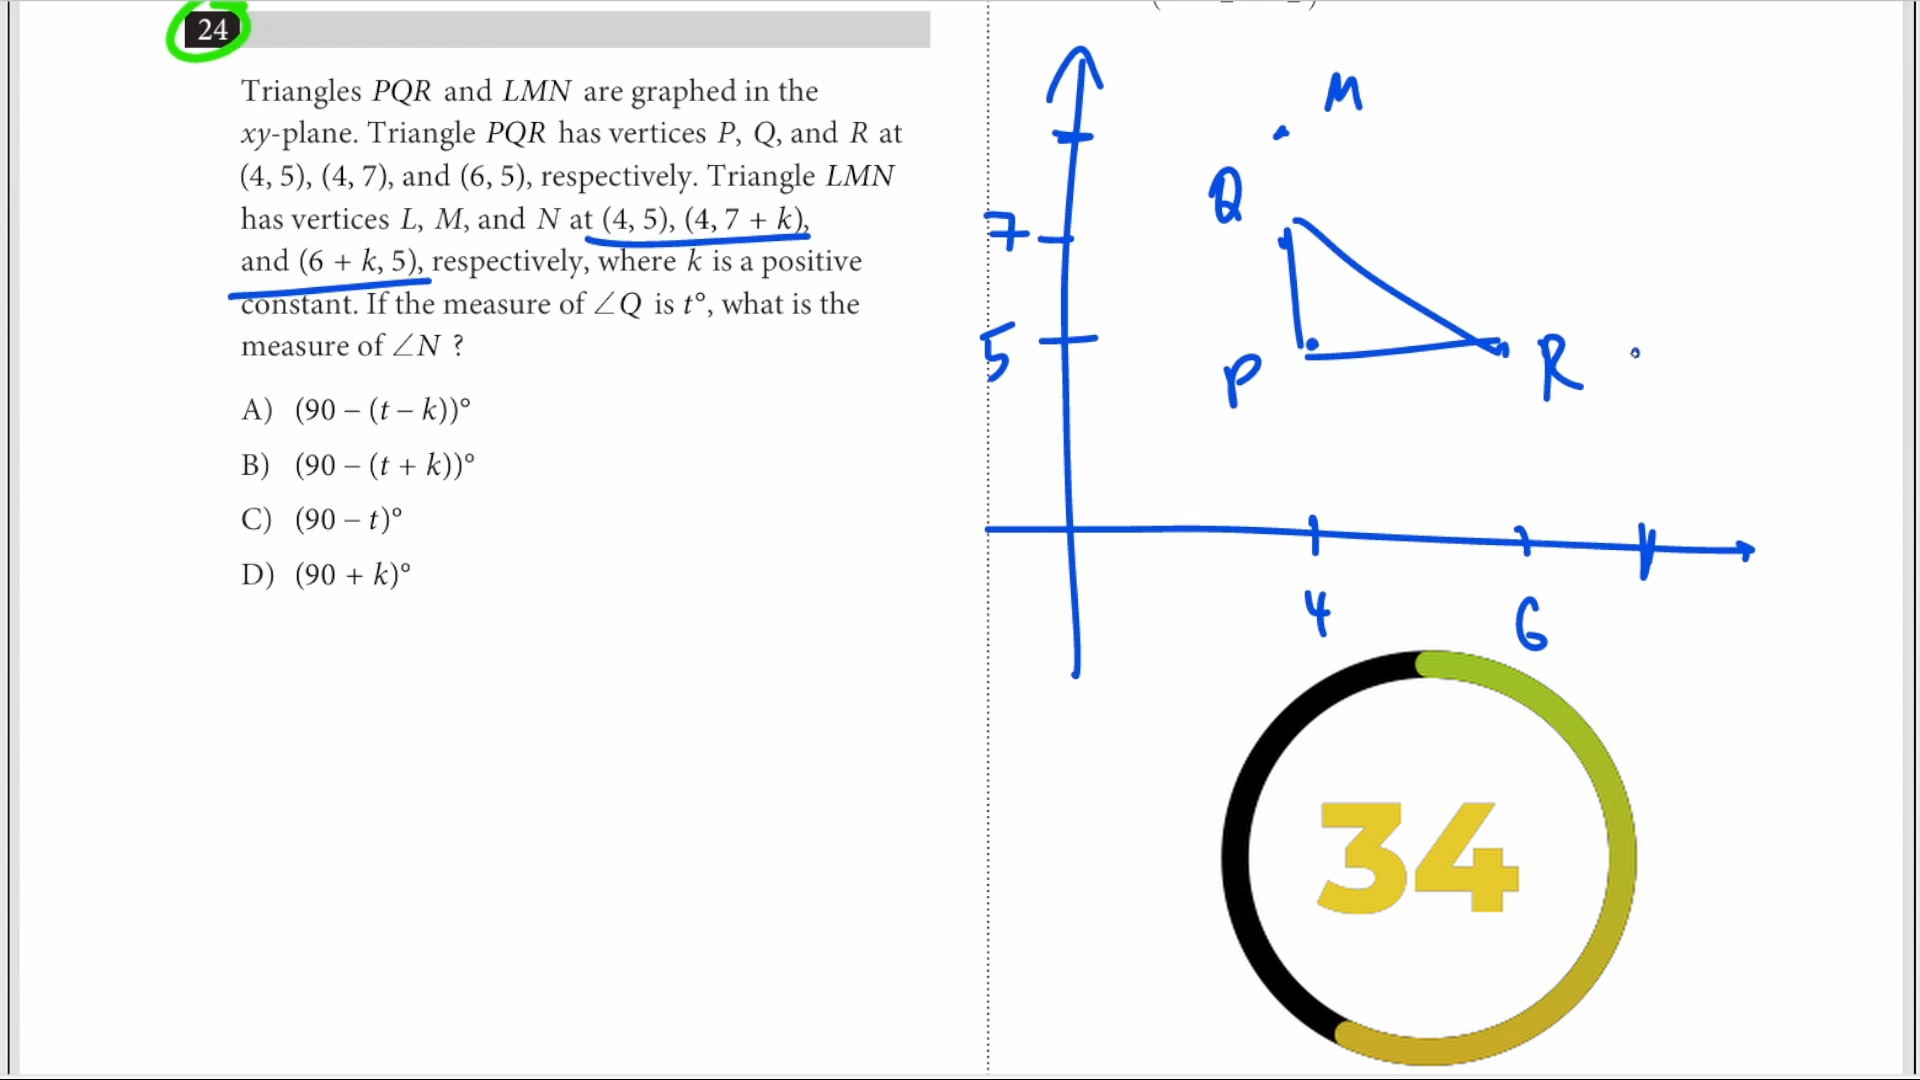 24
Triangles PQR and LMN are graphed in the
xy-plane. Triangle PQR has vertices P, Q, and R at
(4, 5), (4, 7), and (6, 5), respectively. Triangle LMN
has vertices L, M, and N at (4, 5), (4, 7 + k),
and (6 + k, 5), respectively, where k is a positive
constant. If the measure of ∠Q is t°, what is the
measure of ∠N ?
A) (90 – (t – k))°
B) (90 – (t + k))°
C) (90 – t)°
D) (90 + k)°
M
Q
7
5
P
R
4
6
34